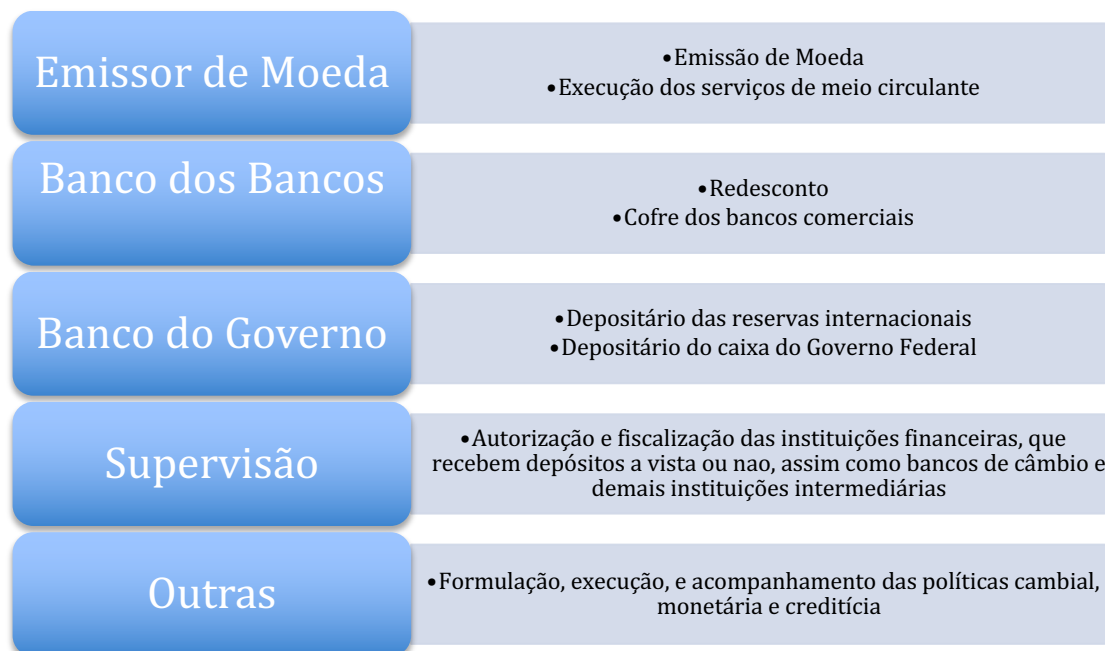 Emissor de Moeda
•Emissão de Moeda
•Execução dos serviços de meio circulante
Banco dos Bancos
•Redesconto
•Cofre dos bancos comerciais
Banco do Governo
•Depositário das reservas internacionais
•Depositário do caixa do Governo Federal
Supervisão
•Autorização e fiscalização das instituições financeiras, que
recebem depósitos a vista ou nao, assim como bancos de câmbio e
demais instituições intermediárias
Outras
•Formulação, execução, e acompanhamento das políticas cambial,
monetária e creditícia